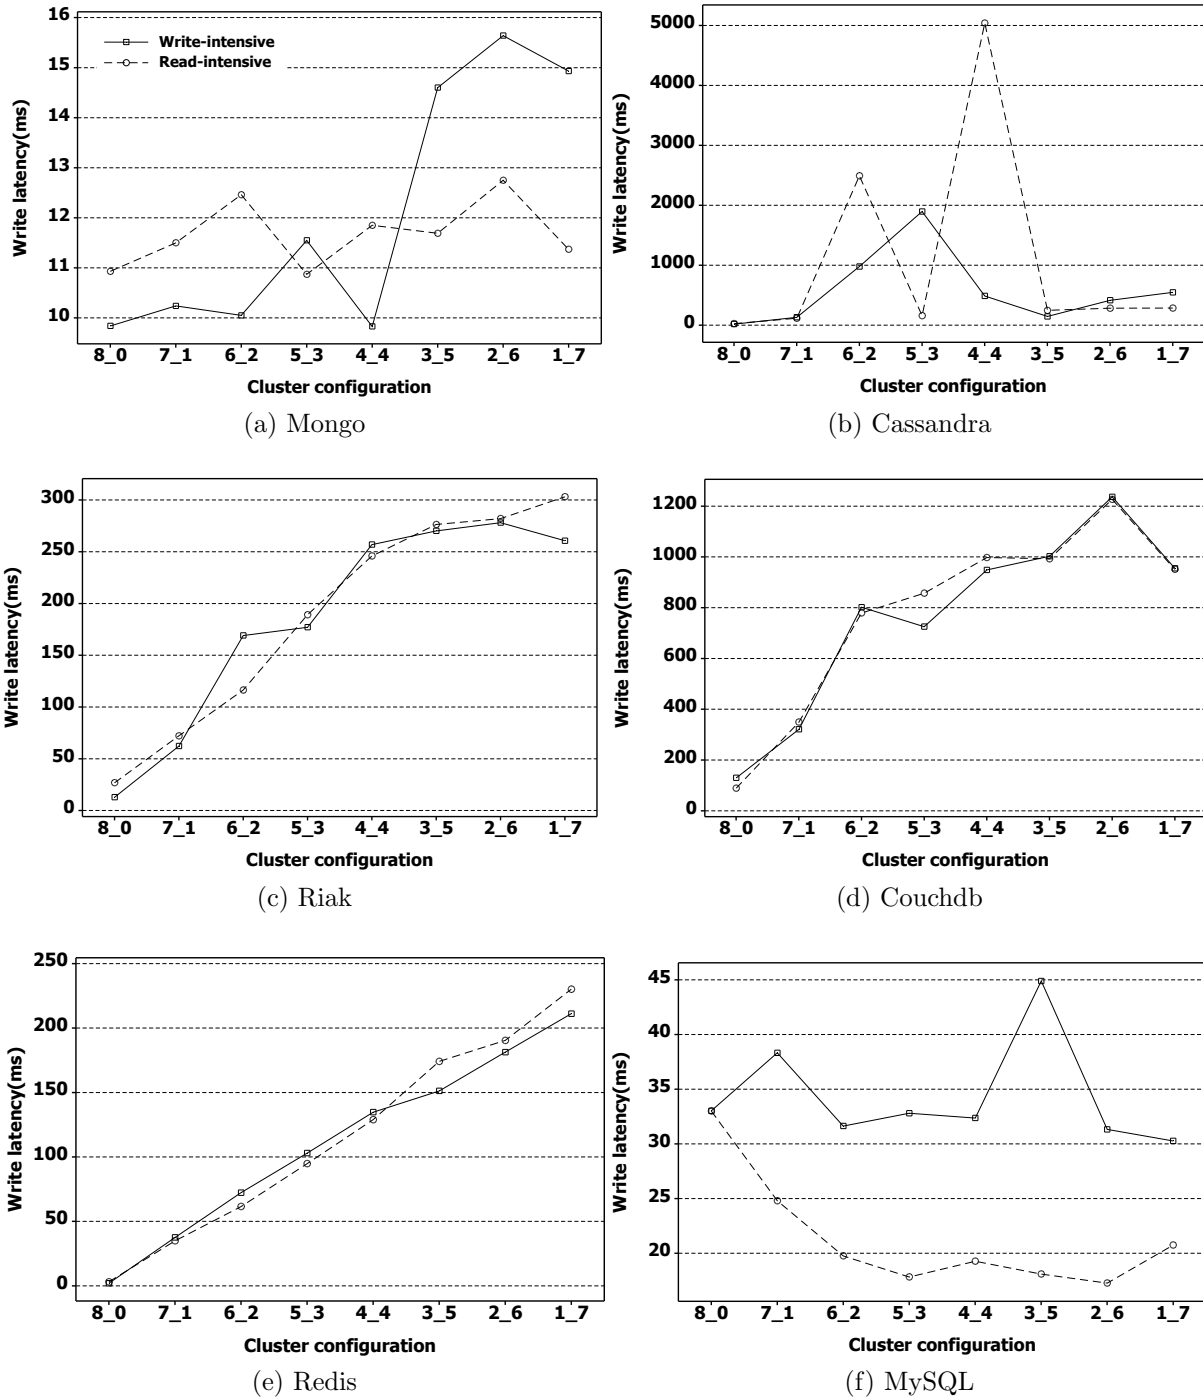 16
15
14
13
12
11
10
Write latency(ms)
Write-intensive
Read-intensive
8_0 7_1 6_2 5_3 4_4 3_5 2_6 1_7
Cluster configuration
(a) Mongo
5000
4000
3000
2000
1000
0
Write latency(ms)
8_0 7_1 6_2 5_3 4_4 3_5 2_6 1_7
Cluster configuration
(b) Cassandra
300
250
200
150
100
50
0
Write latency(ms)
8_0 7_1 6_2 5_3 4_4 3_5 2_6 1_7
Cluster configuration
(c) Riak
1200
1000
800
600
400
200
0
Write latency(ms)
8_0 7_1 6_2 5_3 4_4 3_5 2_6 1_7
Cluster configuration
(d) Couchdb
250
200
150
100
50
0
Write latency(ms)
8_0 7_1 6_2 5_3 4_4 3_5 2_6 1_7
Cluster configuration
(e) Redis
45
40
35
30
25
20
Write latency(ms)
8_0 7_1 6_2 5_3 4_4 3_5 2_6 1_7
Cluster configuration
(f) MySQL